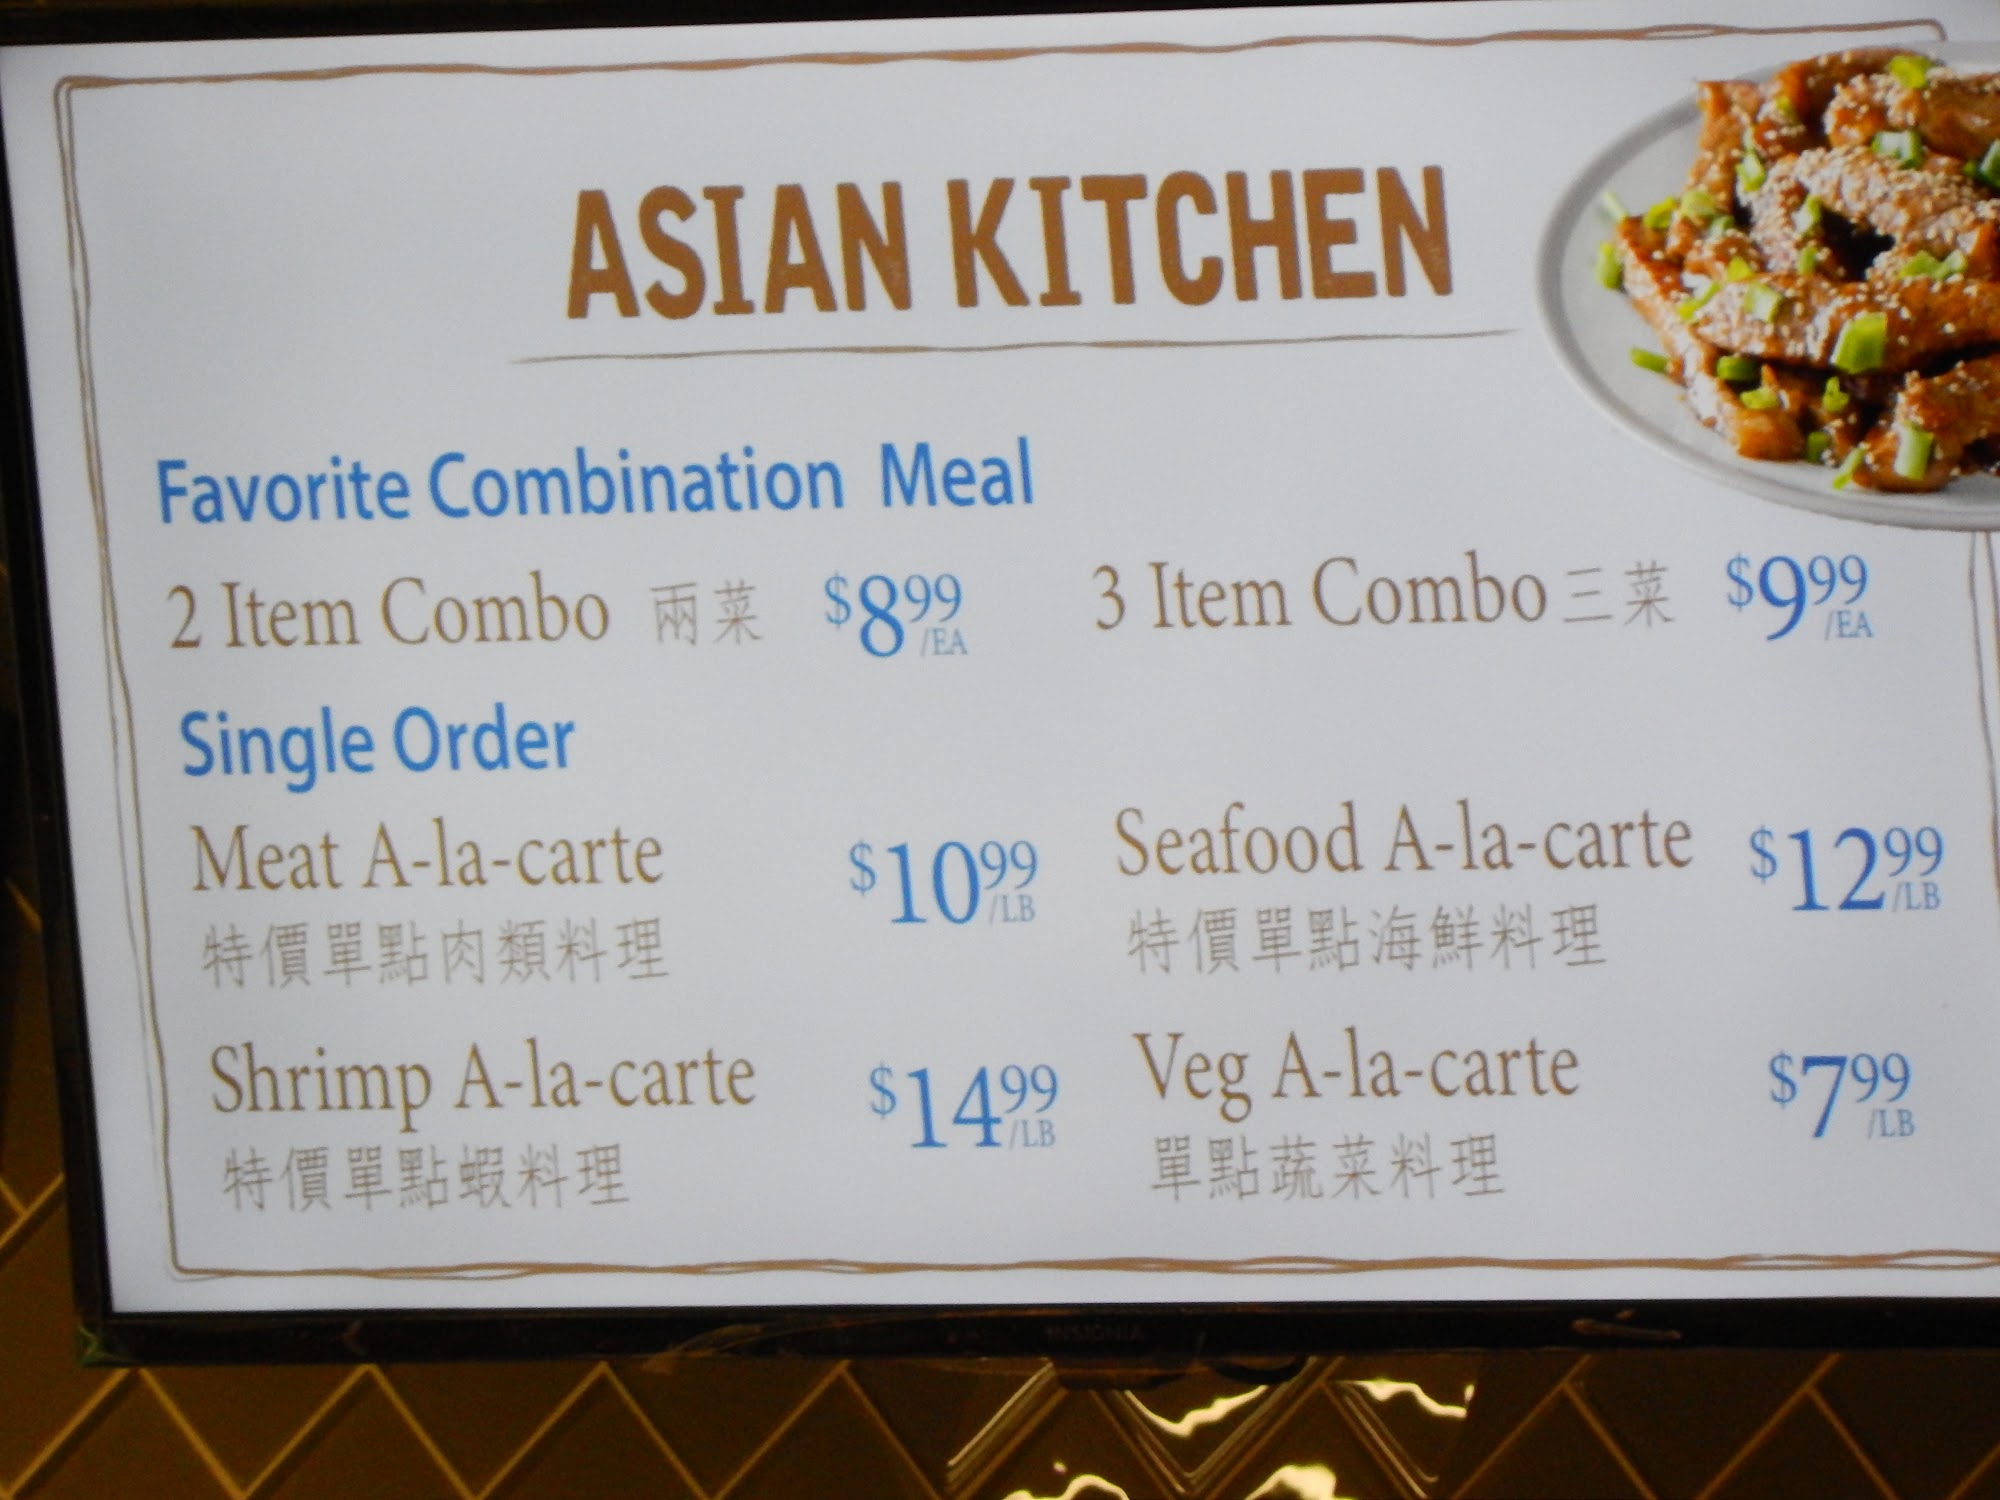 ASIAN KITCHEN
Favorite Combination Meal
2 Item Combo 兩菜 $8.99/EA
3 Item Combo 三菜 $9.99/EA
Single Order
Meat A-la-carte $10.99/LB
特價單點肉類料理
Seafood A-la-carte $12.99/LB
特價單點海鮮料理
Shrimp A-la-carte $14.99/LB
特價單點蝦料理
Veg A-la-carte $7.99/LB
單點蔬菜料理
INSIGNIA